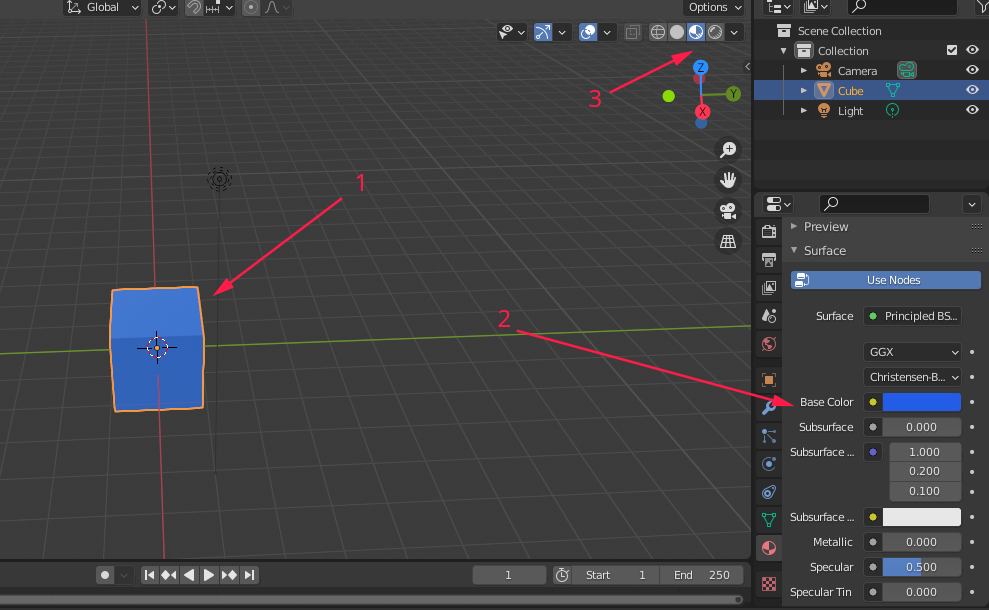 Global
Options
Scene Collection
Collection
Camera
Cube
Light
Z
Y
X
1
2
3
Preview
Surface
Use Nodes
Surface Principled BS...
GGX
Christensen-B...
Base Color
Subsurface 0.000
Subsurface ... 1.000
0.200
0.100
Subsurface ...
Metallic 0.000
Specular 0.500
Specular Tin 0.000
1 Start 1 End 250